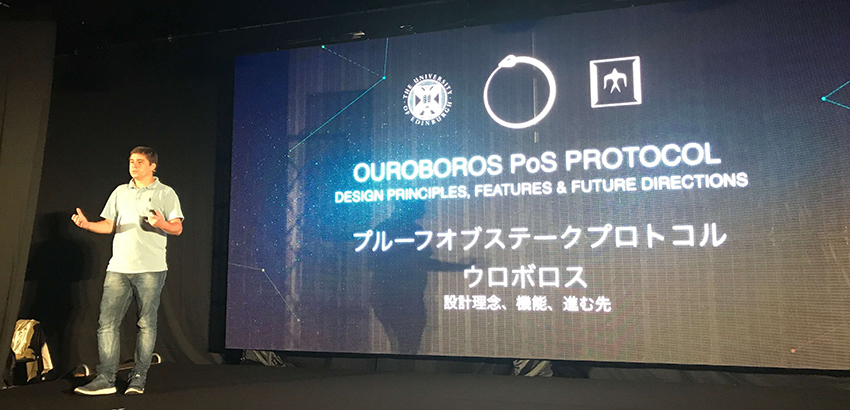 THE UNIVERSITY OF EDINBURGH
OUROBOROS PoS PROTOCOL
DESIGN PRINCIPLES, FEATURES & FUTURE DIRECTIONS
プルーフオブステークプロトコル
ウロボロス
設計理念、機能、進む先